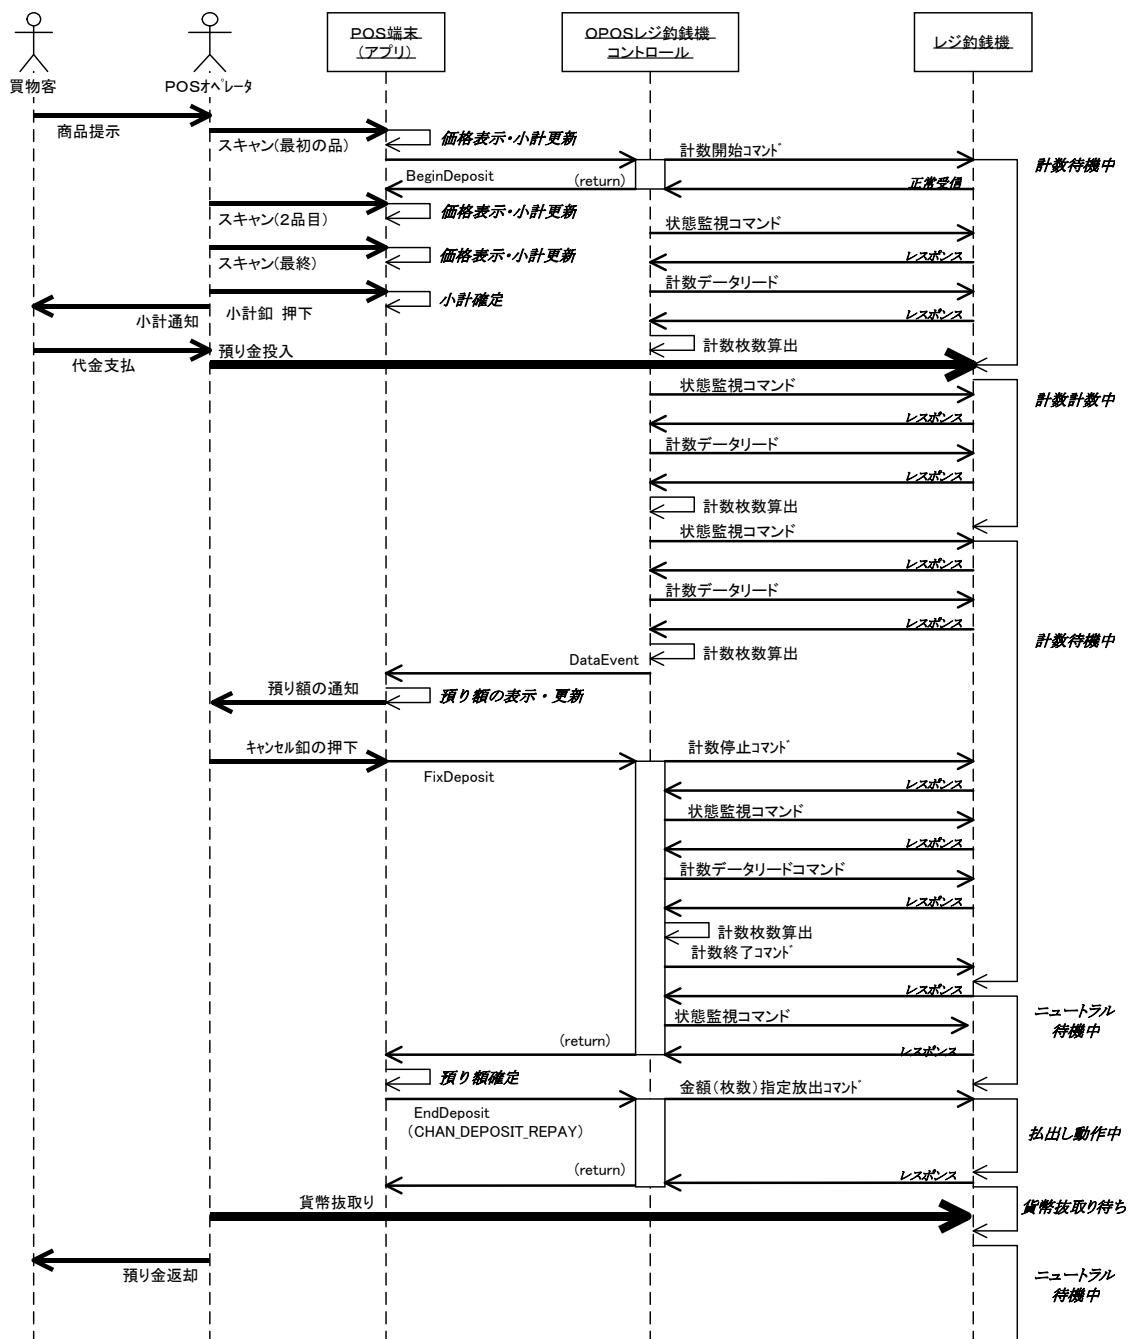 POS端末
(アプリ)
OPOSレジ釣銭機
コントロール
レジ釣銭機
買物客
POSオペレータ
商品提示
スキャン(最初の品)
価格表示・小計更新
計数開始コマンド
計数待機中
BeginDeposit
(return)
正常受信
スキャン(2品目)
価格表示・小計更新
状態監視コマンド
スキャン(最終)
価格表示・小計更新
レスポンス
計数データリード
小計確定
小計通知
小計釦 押下
レスポンス
代金支払
預り金投入
計数枚数算出
状態監視コマンド
計数計数中
レスポンス
計数データリード
レスポンス
計数枚数算出
状態監視コマンド
レスポンス
計数データリード
レスポンス
計数待機中
計数枚数算出
DataEvent
預り額の通知
預り額の表示・更新
キャンセル釦の押下
計数停止コマンド
FixDeposit
レスポンス
状態監視コマンド
レスポンス
計数データリードコマンド
レスポンス
計数枚数算出
計数終了コマンド
レスポンス
ニュートラル
待機中
状態監視コマンド
(return)
レスポンス
預り額確定
金額(枚数)指定放出コマンド
EndDeposit
(CHAN_DEPOSIT_REPAY)
払出し動作中
(return)
レスポンス
貨幣抜取り
貨幣抜取り待ち
預り金返却
ニュートラル
待機中